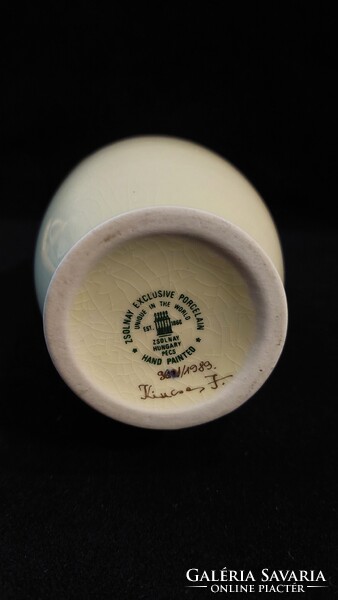 ZSOLNAY EXCLUSIVE PORCELAIN
UNIQUE IN THE WORLD
EST. 1868
ZSOLNAY
HUNGARY
PÉCS
HAND PAINTED
/1989.
F.
GALÉRIA SAVARIA
ONLINE PIACTÉR